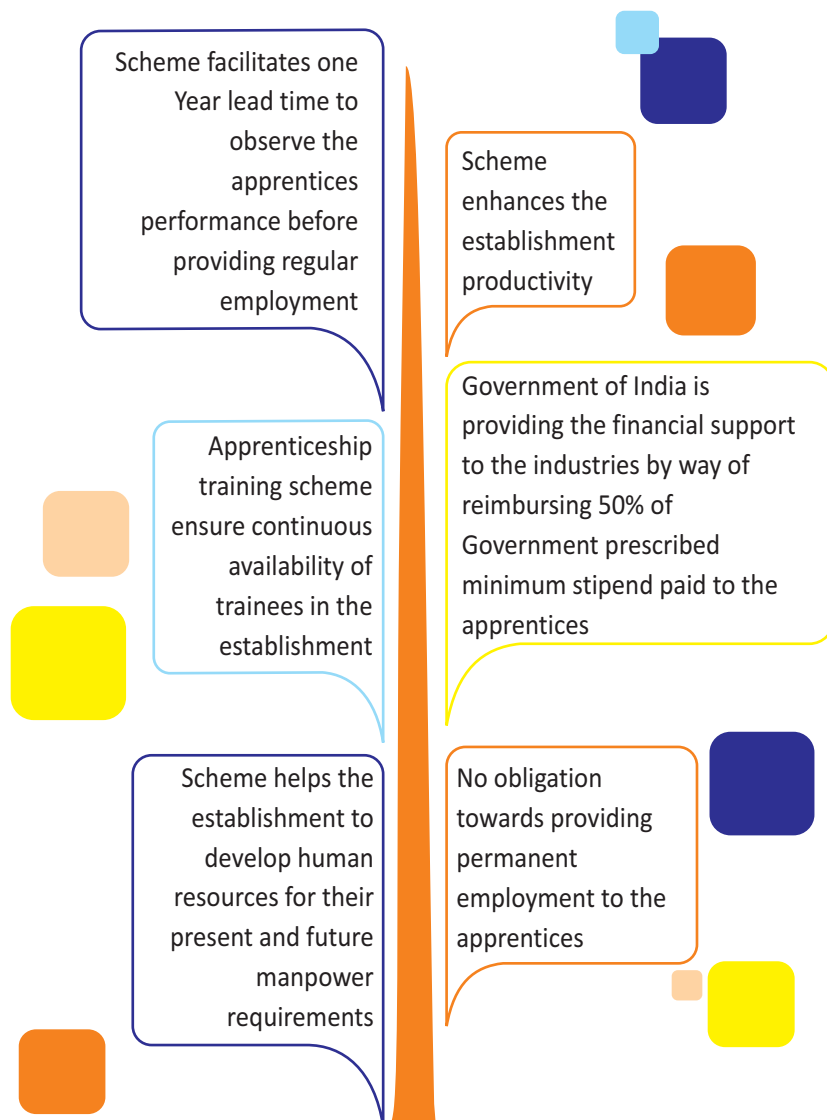 Scheme facilitates one
Year lead time to
observe the
apprentices
performance before
providing regular
employment
Scheme
enhances the
establishment
productivity
Apprenticeship
training scheme
ensure continuous
availability of
trainees in the
establishment
Government of India is
providing the financial support
to the industries by way of
reimbursing 50% of
Government prescribed
minimum stipend paid to the
apprentices
Scheme helps the
establishment to
develop human
resources for their
present and future
manpower
requirements
No obligation
towards providing
permanent
employment to the
apprentices